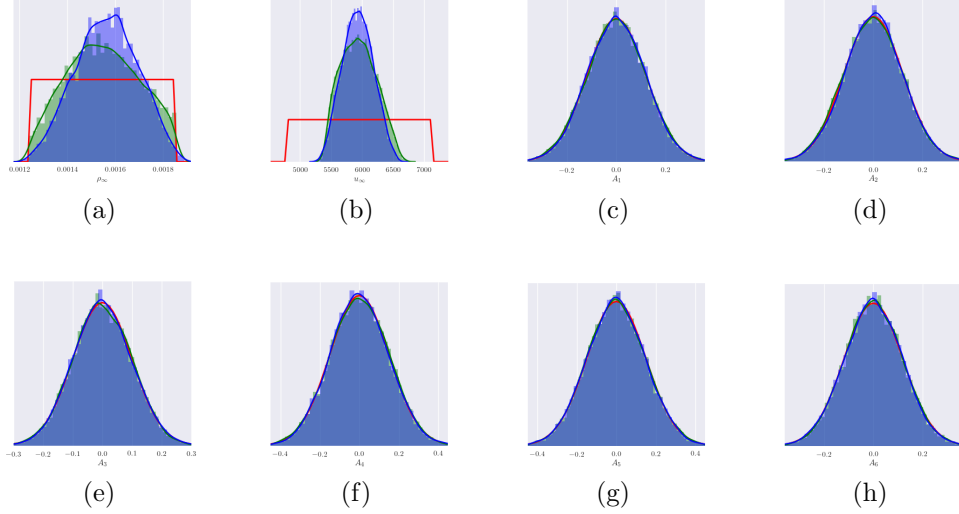 0.0012 0.0014 0.0016 0.0018
ρ∞
(a)
5000 5500 6000 6500 7000
u∞
(b)
−0.2 0.0 0.2
A₁
(c)
−0.2 0.0 0.2
A₂
(d)
−0.3 −0.2 −0.1 0.0 0.1 0.2 0.3
A₃
(e)
−0.4 −0.2 0.0 0.2 0.4
A₄
(f)
−0.4 −0.2 0.0 0.2 0.4
A₅
(g)
−0.2 0.0 0.2
A₆
(h)